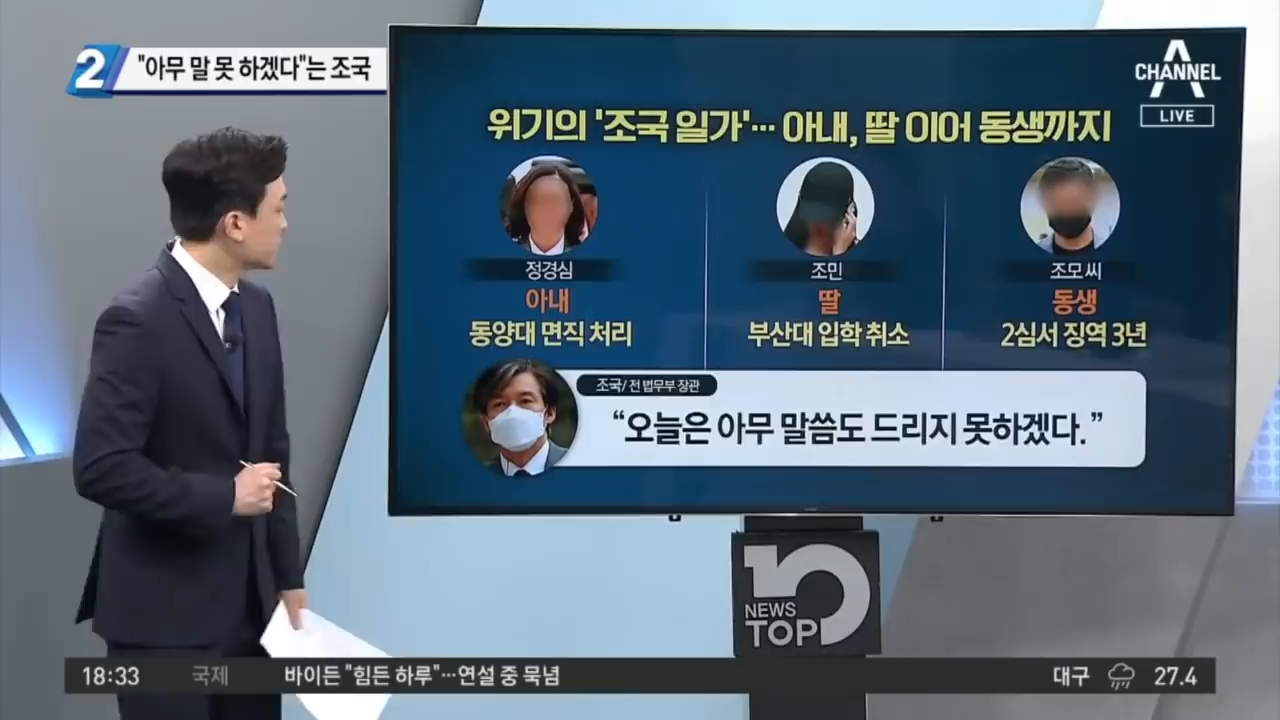 2 "아무 말 못 하겠다"는 조국
CHANNEL A
LIVE
위기의 '조국 일가'… 아내, 딸 이어 동생까지
정경심
아내
동양대 면직 처리
조민
딸
부산대 입학 취소
조모 씨
동생
2심서 징역 3년
조국/ 전 법무부 장관
“오늘은 아무 말씀도 드리지 못하겠다.”
NEWS
TOP 10
18:33 국제 바이든 "힘든 하루"…연설 중 묵념 대구 27.4